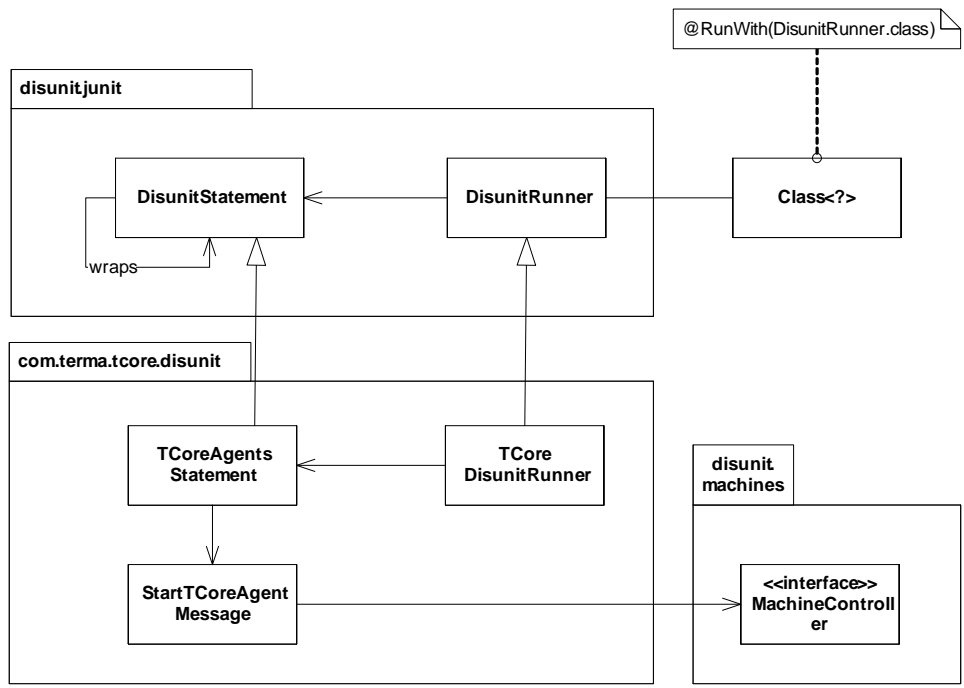 @RunWith(DisunitRunner.class)
disunit.junit
DisunitStatement
DisunitRunner
Class<?>
wraps
com.terma.tcore.disunit
TCoreAgents
Statement
TCore
DisunitRunner
disunit.
machines
StartTCoreAgent
Message
<<interface>>
MachineControll
er